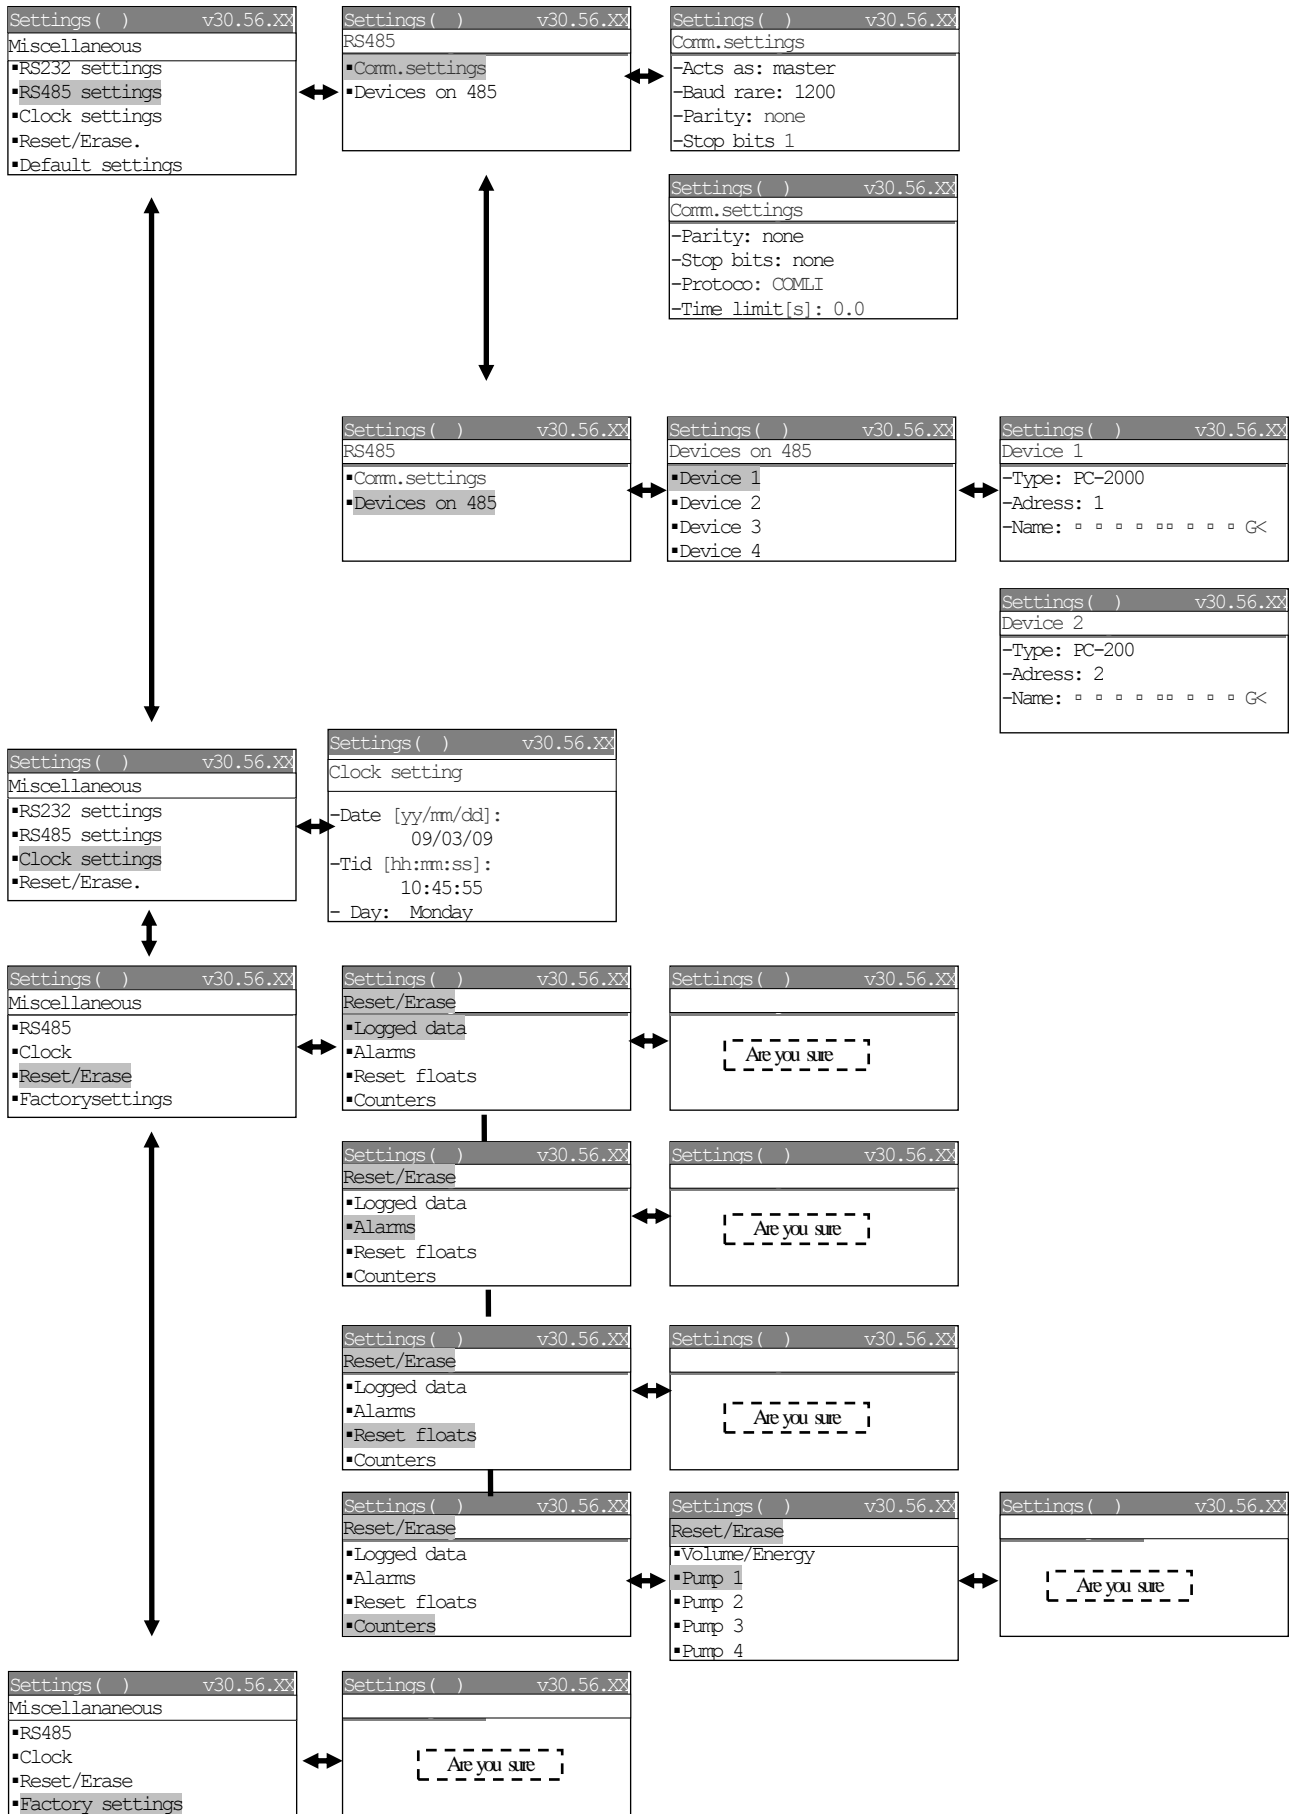 Settings( ) v30.56.XX
Miscellaneous
▪RS232 settings
▪RS485 settings
▪Clock settings
▪Reset/Erase.
▪Default settings
Settings( ) v30.56.XX
RS485
▪Comm.settings
▪Devices on 485
Settings( ) v30.56.XX
Comm.settings
-Acts as: master
-Baud rare: 1200
-Parity: none
-Stop bits 1
Settings( ) v30.56.XX
Comm.settings
-Parity: none
-Stop bits: none
-Protoco: COMLI
-Time limit[s]: 0.0
Settings( ) v30.56.XX
RS485
▪Comm.settings
▪Devices on 485
Settings( ) v30.56.XX
Devices on 485
▪Device 1
▪Device 2
▪Device 3
▪Device 4
Settings( ) v30.56.XX
Device 1
-Type: PC-2000
-Adress: 1
-Name: ▫ ▫ ▫ ▫ ▫▫ ▫ ▫ ▫ G<
Settings( ) v30.56.XX
Device 2
-Type: PC-200
-Adress: 2
-Name: ▫ ▫ ▫ ▫ ▫▫ ▫ ▫ ▫ G<
Settings( ) v30.56.XX
Miscellaneous
▪RS232 settings
▪RS485 settings
▪Clock settings
▪Reset/Erase.
Settings( ) v30.56.XX
Clock setting
-Date [yy/mm/dd]:
09/03/09
-Tid [hh:mm:ss]:
10:45:55
- Day: Monday
Settings( ) v30.56.XX
Miscellaneous
▪RS485
▪Clock
▪Reset/Erase
▪Factorysettings
Settings( ) v30.56.XX
Reset/Erase
▪Logged data
▪Alarms
▪Reset floats
▪Counters
Settings( ) v30.56.XX
Are you sure
Settings( ) v30.56.XX
Reset/Erase
▪Logged data
▪Alarms
▪Reset floats
▪Counters
Settings( ) v30.56.XX
Are you sure
Settings( ) v30.56.XX
Reset/Erase
▪Logged data
▪Alarms
▪Reset floats
▪Counters
Settings( ) v30.56.XX
Are you sure
Settings( ) v30.56.XX
Reset/Erase
▪Logged data
▪Alarms
▪Reset floats
▪Counters
Settings( ) v30.56.XX
Reset/Erase
▪Volume/Energy
▪Pump 1
▪Pump 2
▪Pump 3
▪Pump 4
Settings( ) v30.56.XX
Are you sure
Settings( ) v30.56.XX
Miscellananeous
▪RS485
▪Clock
▪Reset/Erase
▪Factory settings
Settings( ) v30.56.XX
Are you sure